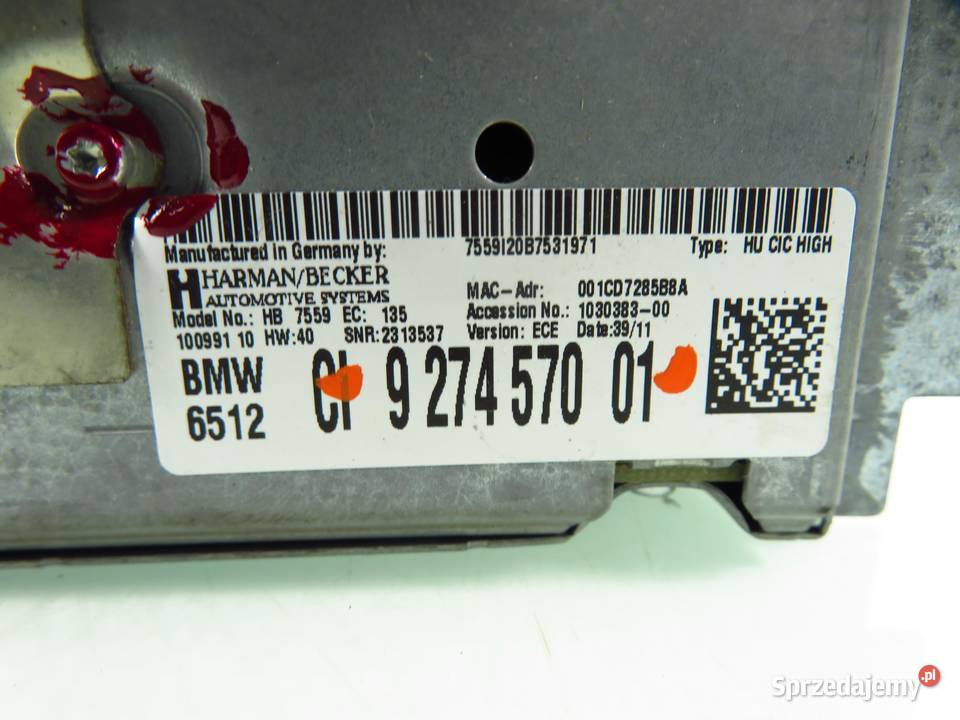 Manufactured in Germany by: 7559I20B7531971 Type: HU CIC HIGH
H HARMAN/BECKER
AUTOMOTIVE SYSTEMS
MAC-Adr: 001CD7285B8A
Model No.: HB 7559 EC: 135 Accession No.: 1030383-00
100991 10 HW:40 SNR:2313537 Version: ECE Date:39/11
BMW CI 9 274 570 01
6512
Sprzedajemy .pl